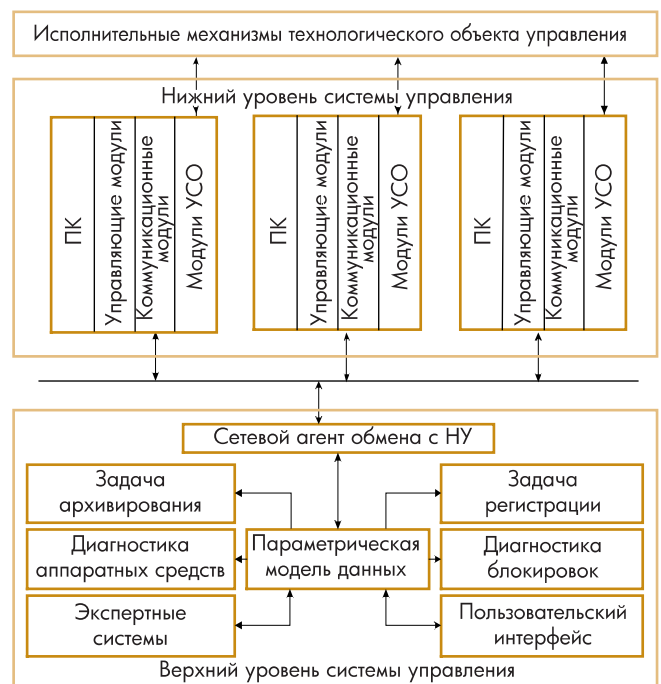 Исполнительные механизмы технологического объекта управления
Нижний уровень системы управления
ПК
Управляющие модули
Коммуникационные
модули
Модули УСО
ПК
Управляющие модули
Коммуникационные
модули
Модули УСО
ПК
Управляющие модули
Коммуникационные
модули
Модули УСО
Сетевой агент обмена с НУ
Задача
архивирования
Задача
регистрации
Диагностика
аппаратных средств
Параметрическая
модель данных
Диагностика
блокировок
Экспертные
системы
Пользовательский
интерфейс
Верхний уровень системы управления